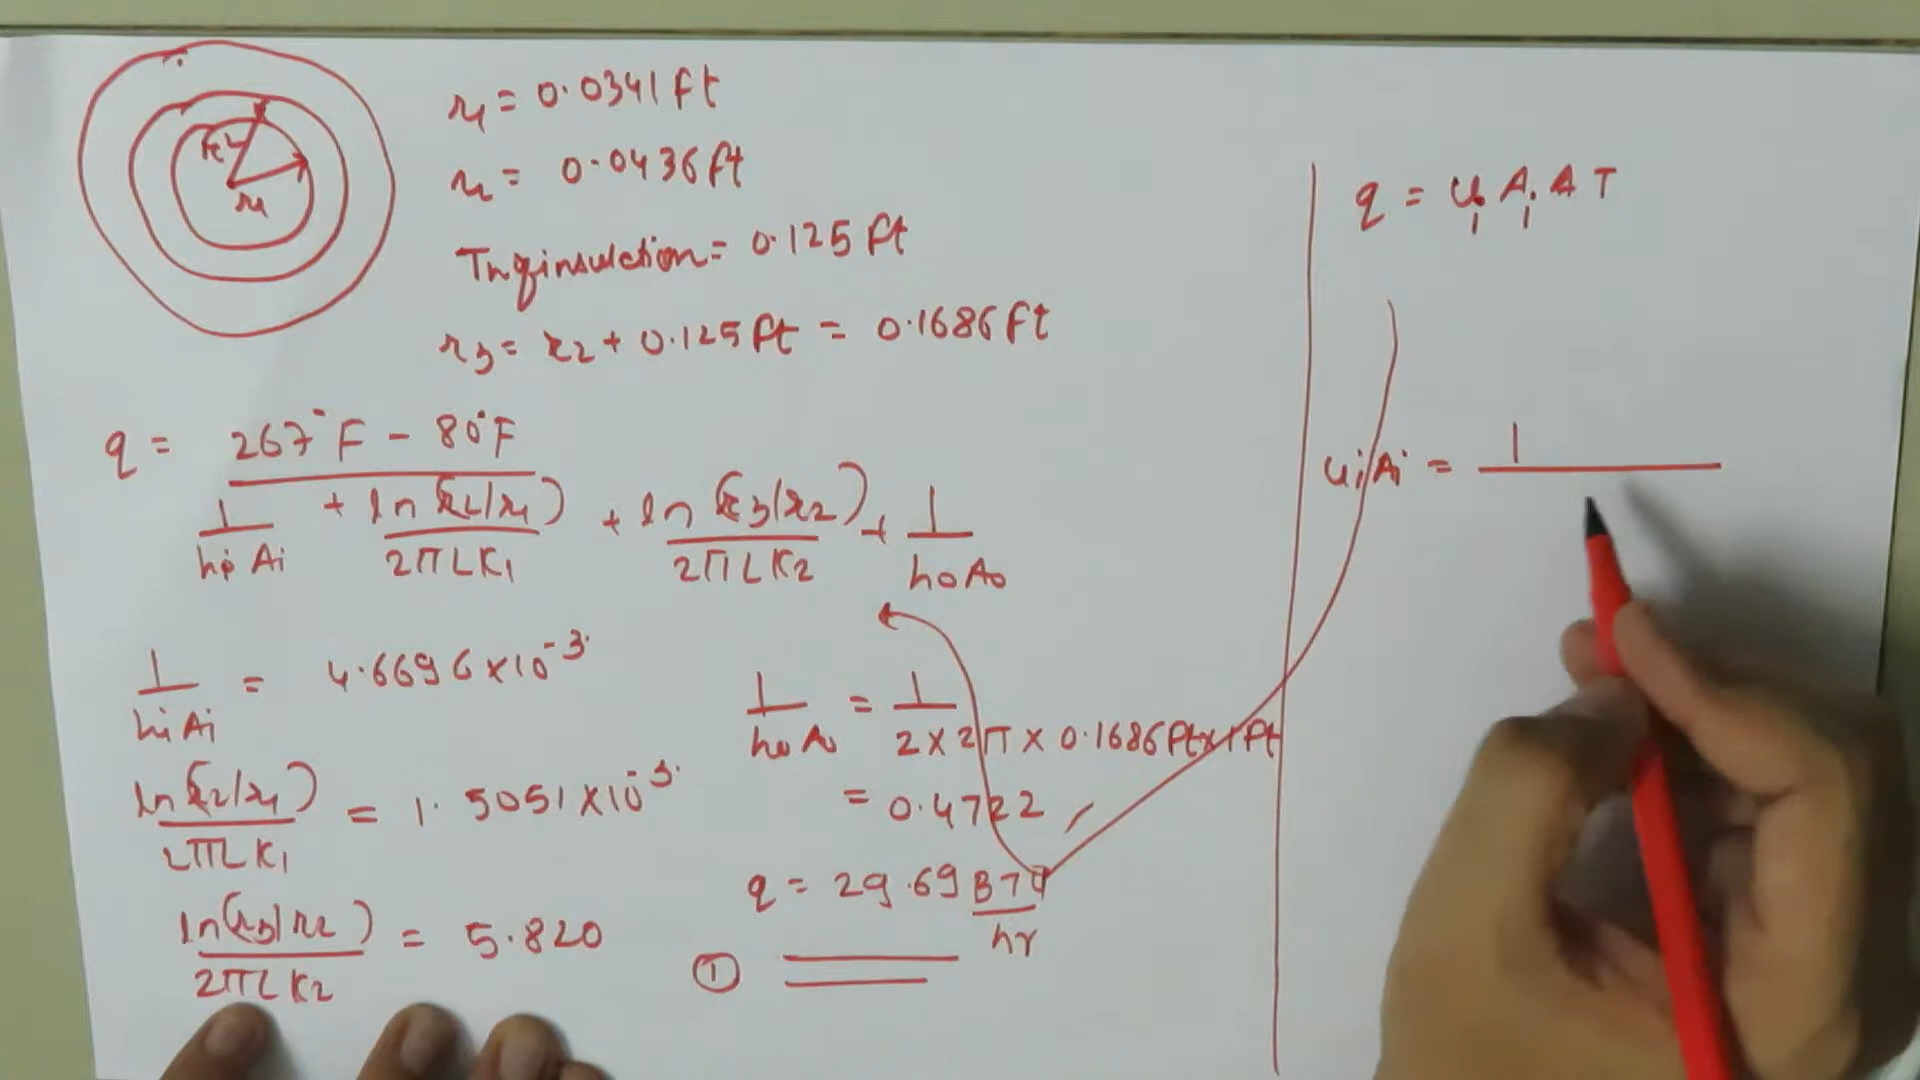 r2
r1
r1 = 0.0341 ft
r2 = 0.0436 ft
Tnq insulation = 0.125 ft
r3 = r2 + 0.125 ft = 0.1686 ft
q = 267°F - 80°F
1/hiAi + ln(r2/r1)/2πLK1 + ln(r3/r2)/2πLK2 + 1/hoAo
1/hiAi = 4.6696 x 10^-3
ln(r2/r1)/2πLK1 = 1.5051 x 10^-3
ln(r3/r2)/2πLK2 = 5.820
1/hoAo = 1/2 x 2π x 0.1686 ft x 1 ft
= 0.4722
q = 29.69 BTU/hr
①
q = Ui Ai ΔT
UiAi = 1